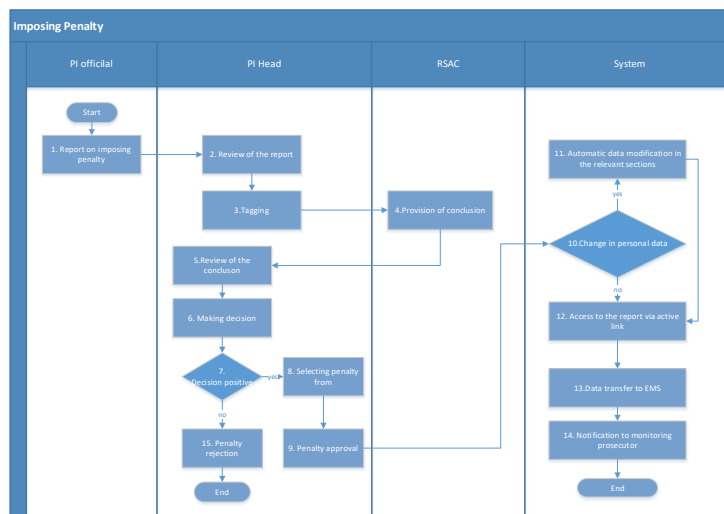 Imposing Penalty
PI officilal
PI Head
RSAC
System
Start
1. Report on imposing
penalty
2. Review of the report
3.Tagging
4.Provision of conclusion
5.Review of the
concluson
6. Making decision
7.
Decision positive
yes
no
8. Selecting penalty
from
9. Penalty approval
15. Penalty
rejection
End
11. Automatic data modification in
the relevant sections
yes
10.Change in personal data
no
12. Access to the report via active
link
13.Data transfer to EMS
14. Notification to monitoring
prosecutor
End